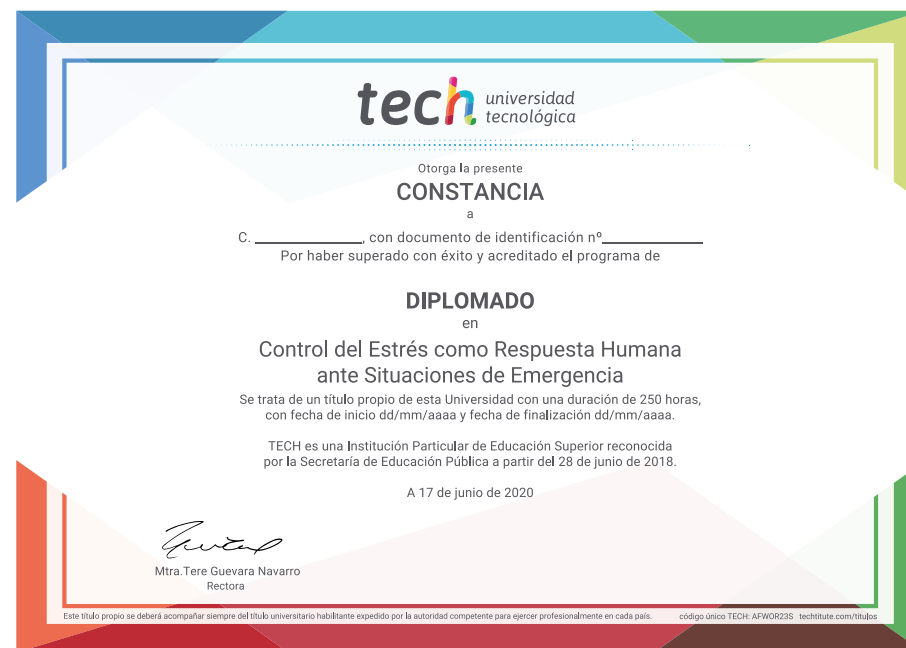 tech universidad
tecnológica
Otorga la presente
CONSTANCIA
a
C. ____________, con documento de identificación nº____________
Por haber superado con éxito y acreditado el programa de
DIPLOMADO
en
Control del Estrés como Respuesta Humana
ante Situaciones de Emergencia
Se trata de un título propio de esta Universidad con una duración de 250 horas,
con fecha de inicio dd/mm/aaaa y fecha de finalización dd/mm/aaaa.
TECH es una Institución Particular de Educación Superior reconocida
por la Secretaría de Educación Pública a partir del 28 de junio de 2018.
A 17 de junio de 2020
Mtra.Tere Guevara Navarro
Rectora
Este título propio se deberá acompañar siempre del título universitario habilitante expedido por la autoridad competente para ejercer profesionalmente en cada país. código único TECH: AFWOR23S techtitute.com/titulos